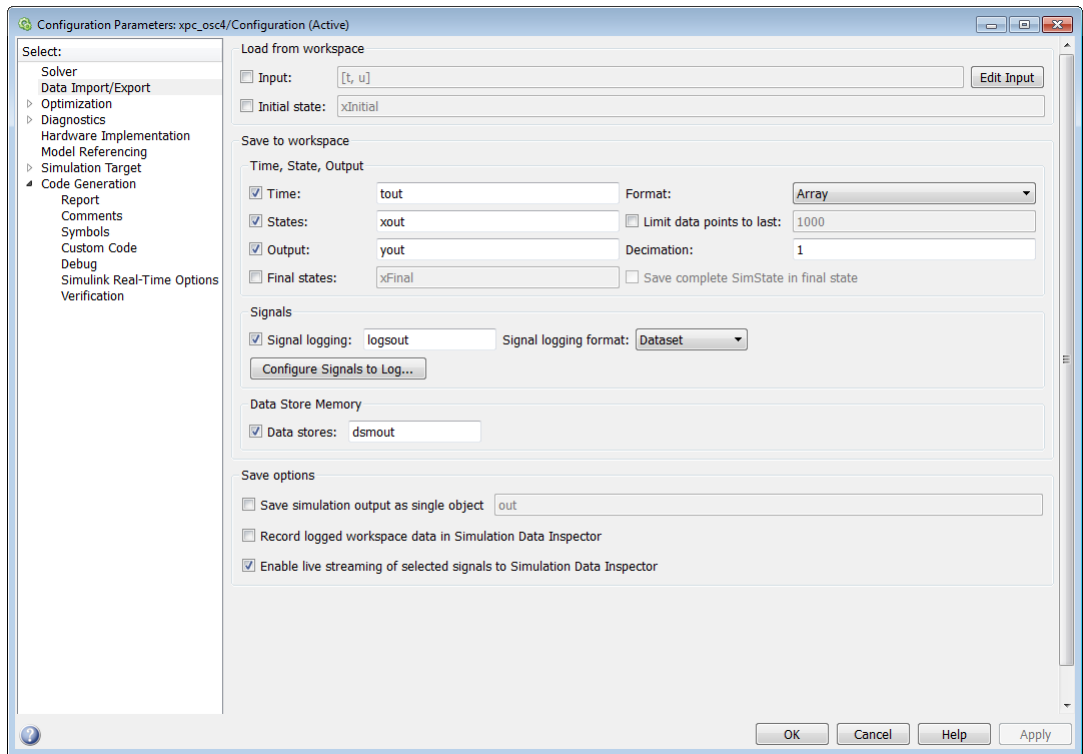 Configuration Parameters: xpc_osc4/Configuration (Active)
Select:
Solver
Data Import/Export
Optimization
Diagnostics
Hardware Implementation
Model Referencing
Simulation Target
Code Generation
Report
Comments
Symbols
Custom Code
Debug
Simulink Real-Time Options
Verification
Load from workspace
Input: [t, u] Edit Input
Initial state: xInitial
Save to workspace
Time, State, Output
Time: tout Format: Array
States: xout Limit data points to last: 1000
Output: yout Decimation: 1
Final states: xFinal Save complete SimState in final state
Signals
Signal logging: logsout Signal logging format: Dataset
Configure Signals to Log...
Data Store Memory
Data stores: dsmout
Save options
Save simulation output as single object out
Record logged workspace data in Simulation Data Inspector
Enable live streaming of selected signals to Simulation Data Inspector
OK Cancel Help Apply